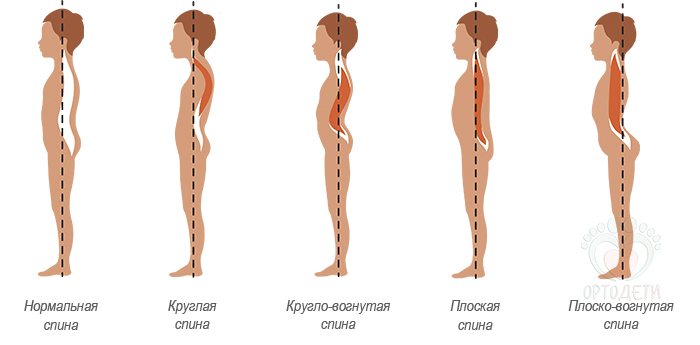 ОРТОДЕТИ
Нормальная
спина
Круглая
спина
Кругло-вогнутая
спина
Плоская
спина
Плоско-вогнутая
спина